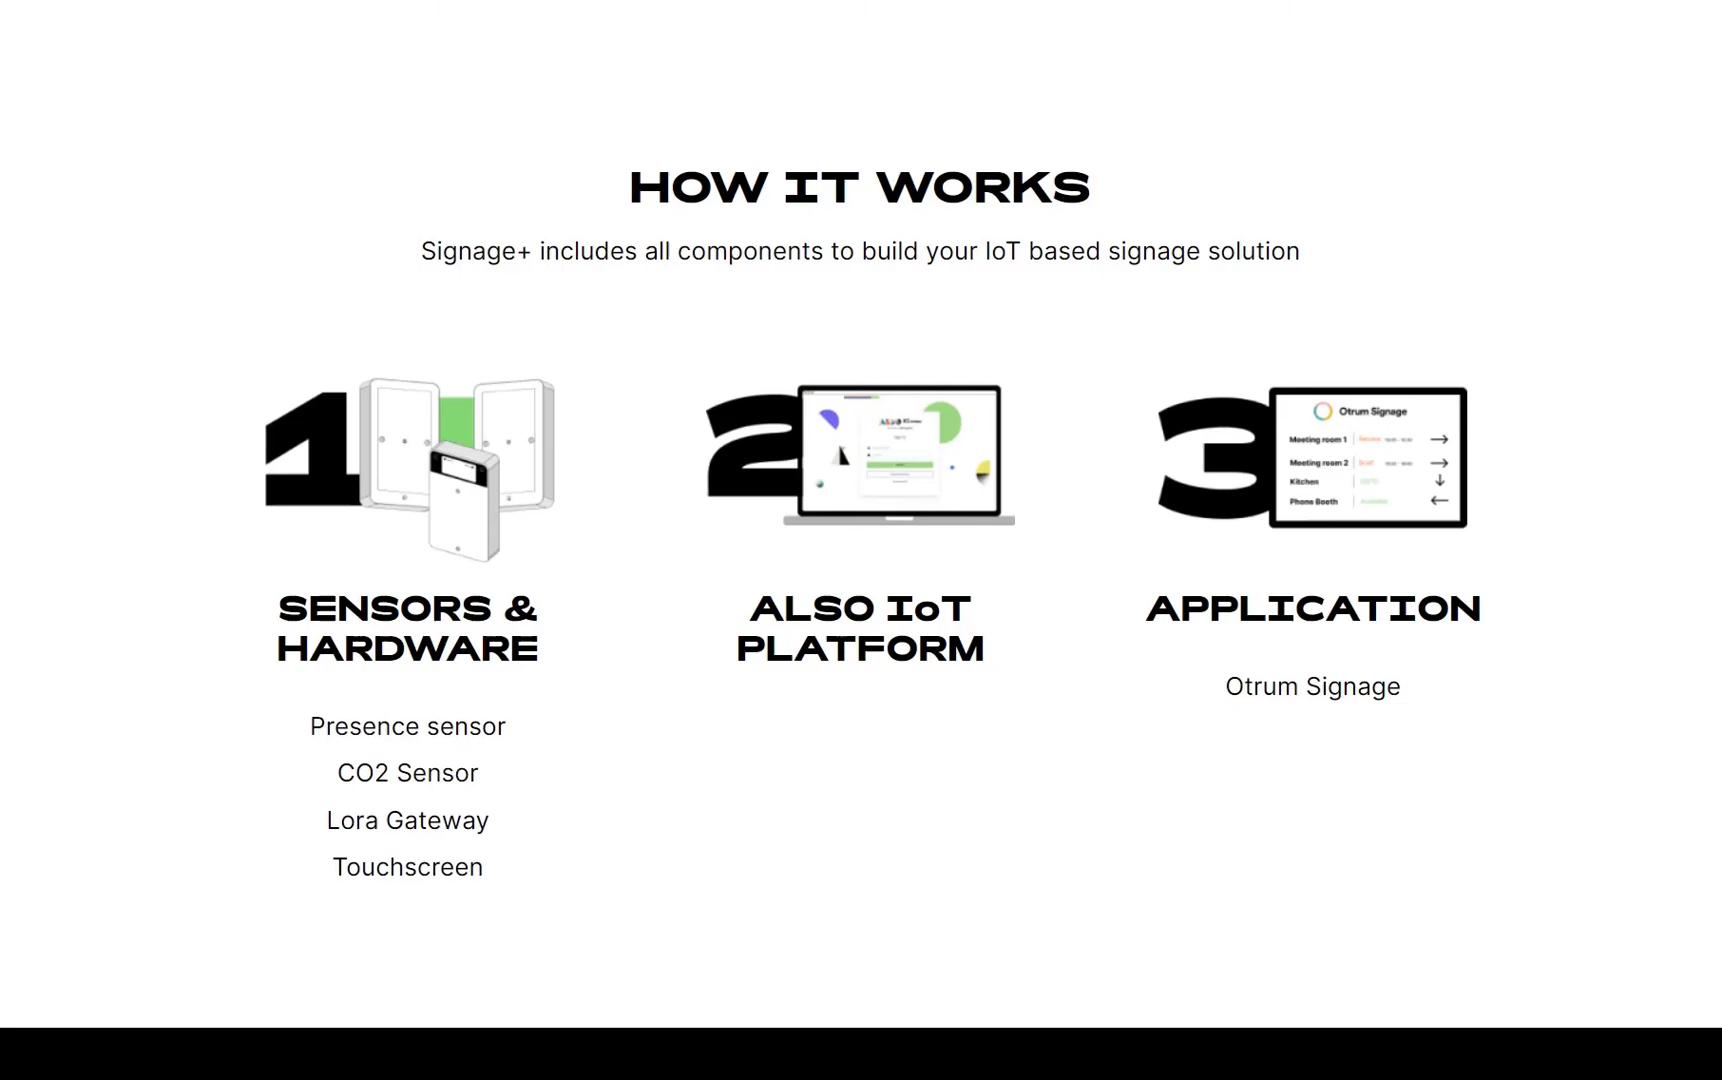 HOW IT WORKS
Signage+ includes all components to build your IoT based signage solution
1
2
3
Otrum Signage
Meeting room 1
Meeting room 2
Kitchen
Phone Booth
Available
SENSORS &
HARDWARE
Presence sensor
CO2 Sensor
Lora Gateway
Touchscreen
ALSO IoT
PLATFORM
APPLICATION
Otrum Signage